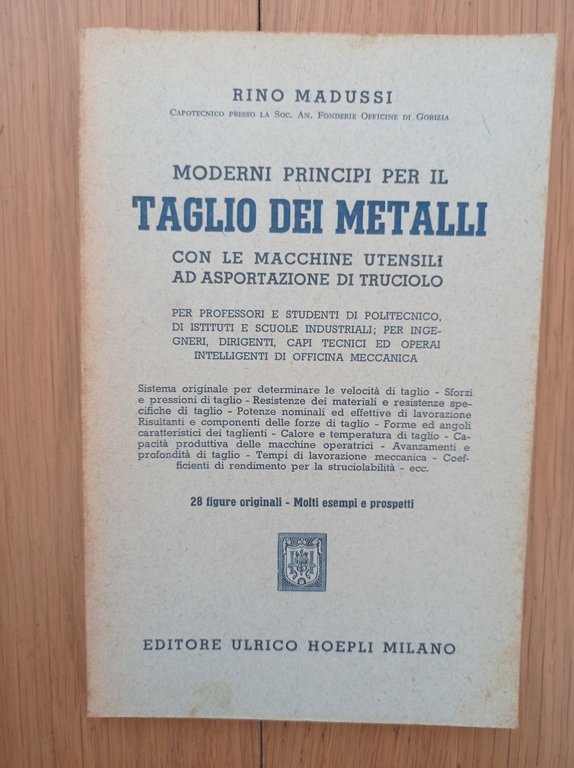 RINO MADUSSI
CAPOTECNICO PRESSO LA SOC. AN. FONDERIE OFFICINE DI GORIZIA
MODERNI PRINCIPI PER IL
TAGLIO DEI METALLI
CON LE MACCHINE UTENSILI
AD ASPORTAZIONE DI TRUCIOLO
PER PROFESSORI E STUDENTI DI POLITECNICO,
DI ISTITUTI E SCUOLE INDUSTRIALI; PER INGE-
GNERI, DIRIGENTI, CAPI TECNICI ED OPERAI
INTELLIGENTI DI OFFICINA MECCANICA
Sistema originale per determinare le velocità di taglio - Sforzi
e pressioni di taglio - Resistenze dei materiali e resistenze spe-
cifiche di taglio - Potenze nominali ed effettive di lavorazione
Risultanti e componenti delle forze di taglio - Forme ed angoli
caratteristici dei taglienti - Calore e temperatura di taglio - Ca-
pacità produttiva delle macchine operatrici - Avanzamenti e
profondità di taglio - Tempi di lavorazione meccanica - Coef-
ficienti di rendimento per la struciolabilità - ecc.
28 figure originali - Molti esempi e prospetti
EDITORE ULRICO HOEPLI MILANO